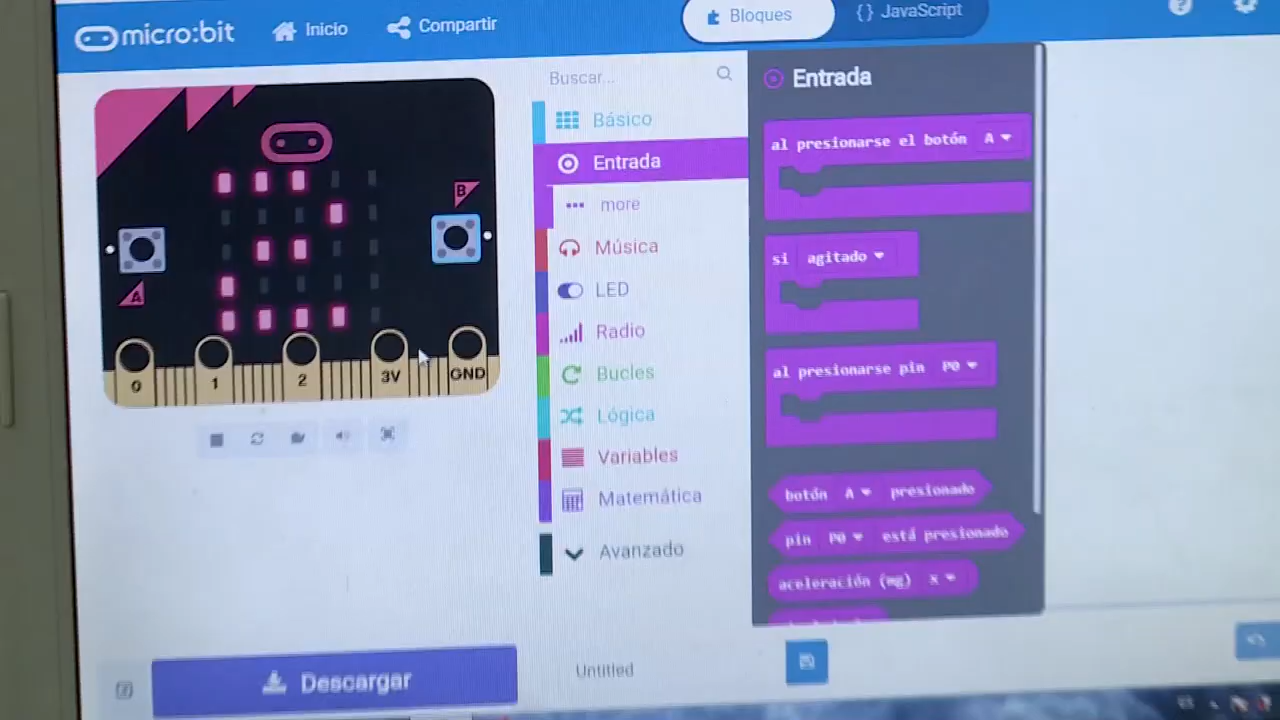 micro:bit
Inicio
Compartir
Bloques
{} JavaScript
?
B
A
0
1
2
3V
GND
Descargar
Buscar...
Básico
Entrada
more
Música
LED
Radio
Bucles
Lógica
Variables
Matemática
Avanzado
Untitled
Entrada
al presionarse el botón A
si agitado
al presionarse pin P0
botón A presionado
pin P0 está presionado
aceleración (mg) x